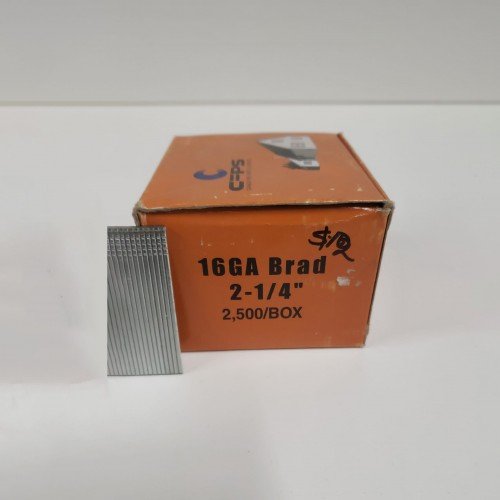 CFPS
16GA Brad
2-1/4"
2,500/BOX